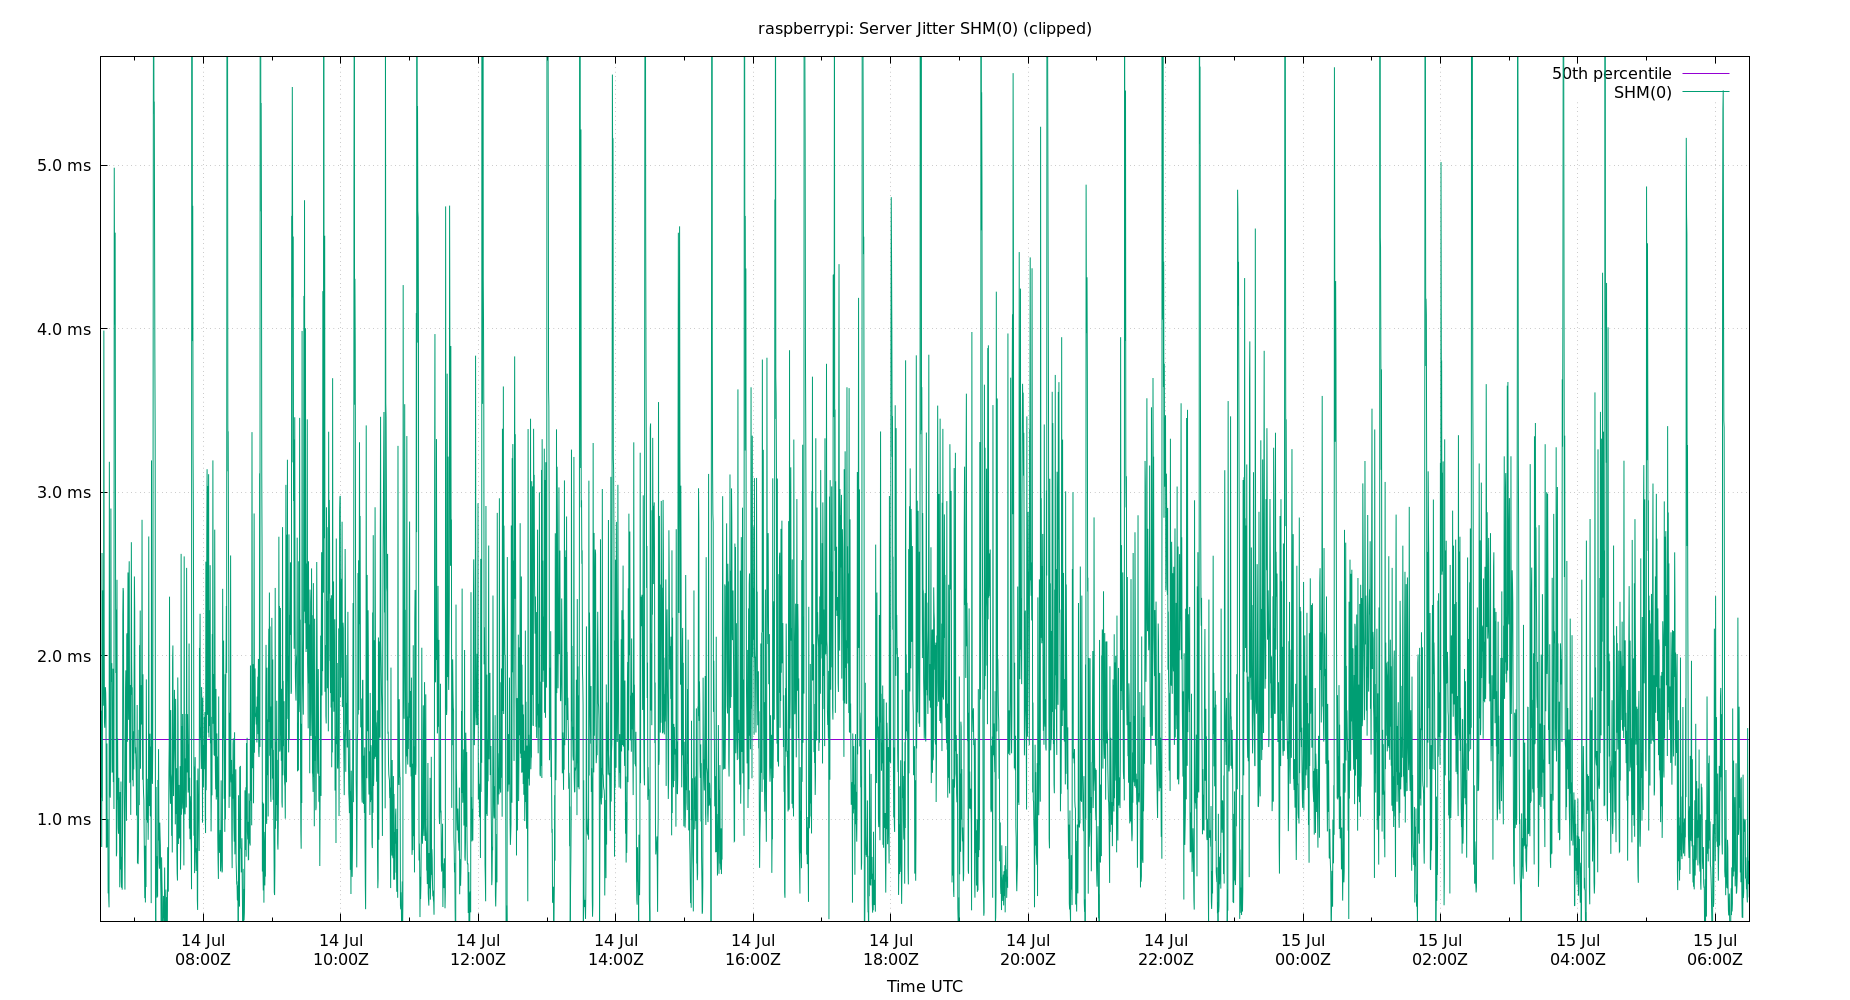 raspberrypi: Server Jitter SHM(0) (clipped)
50th percentile
SHM(0)
5.0 ms
4.0 ms
3.0 ms
2.0 ms
1.0 ms
14 Jul 14 Jul 14 Jul 14 Jul 14 Jul 14 Jul 14 Jul 14 Jul 15 Jul 15 Jul 15 Jul 15 Jul
08:00Z 10:00Z 12:00Z 14:00Z 16:00Z 18:00Z 20:00Z 22:00Z 00:00Z 02:00Z 04:00Z 06:00Z
Time UTC